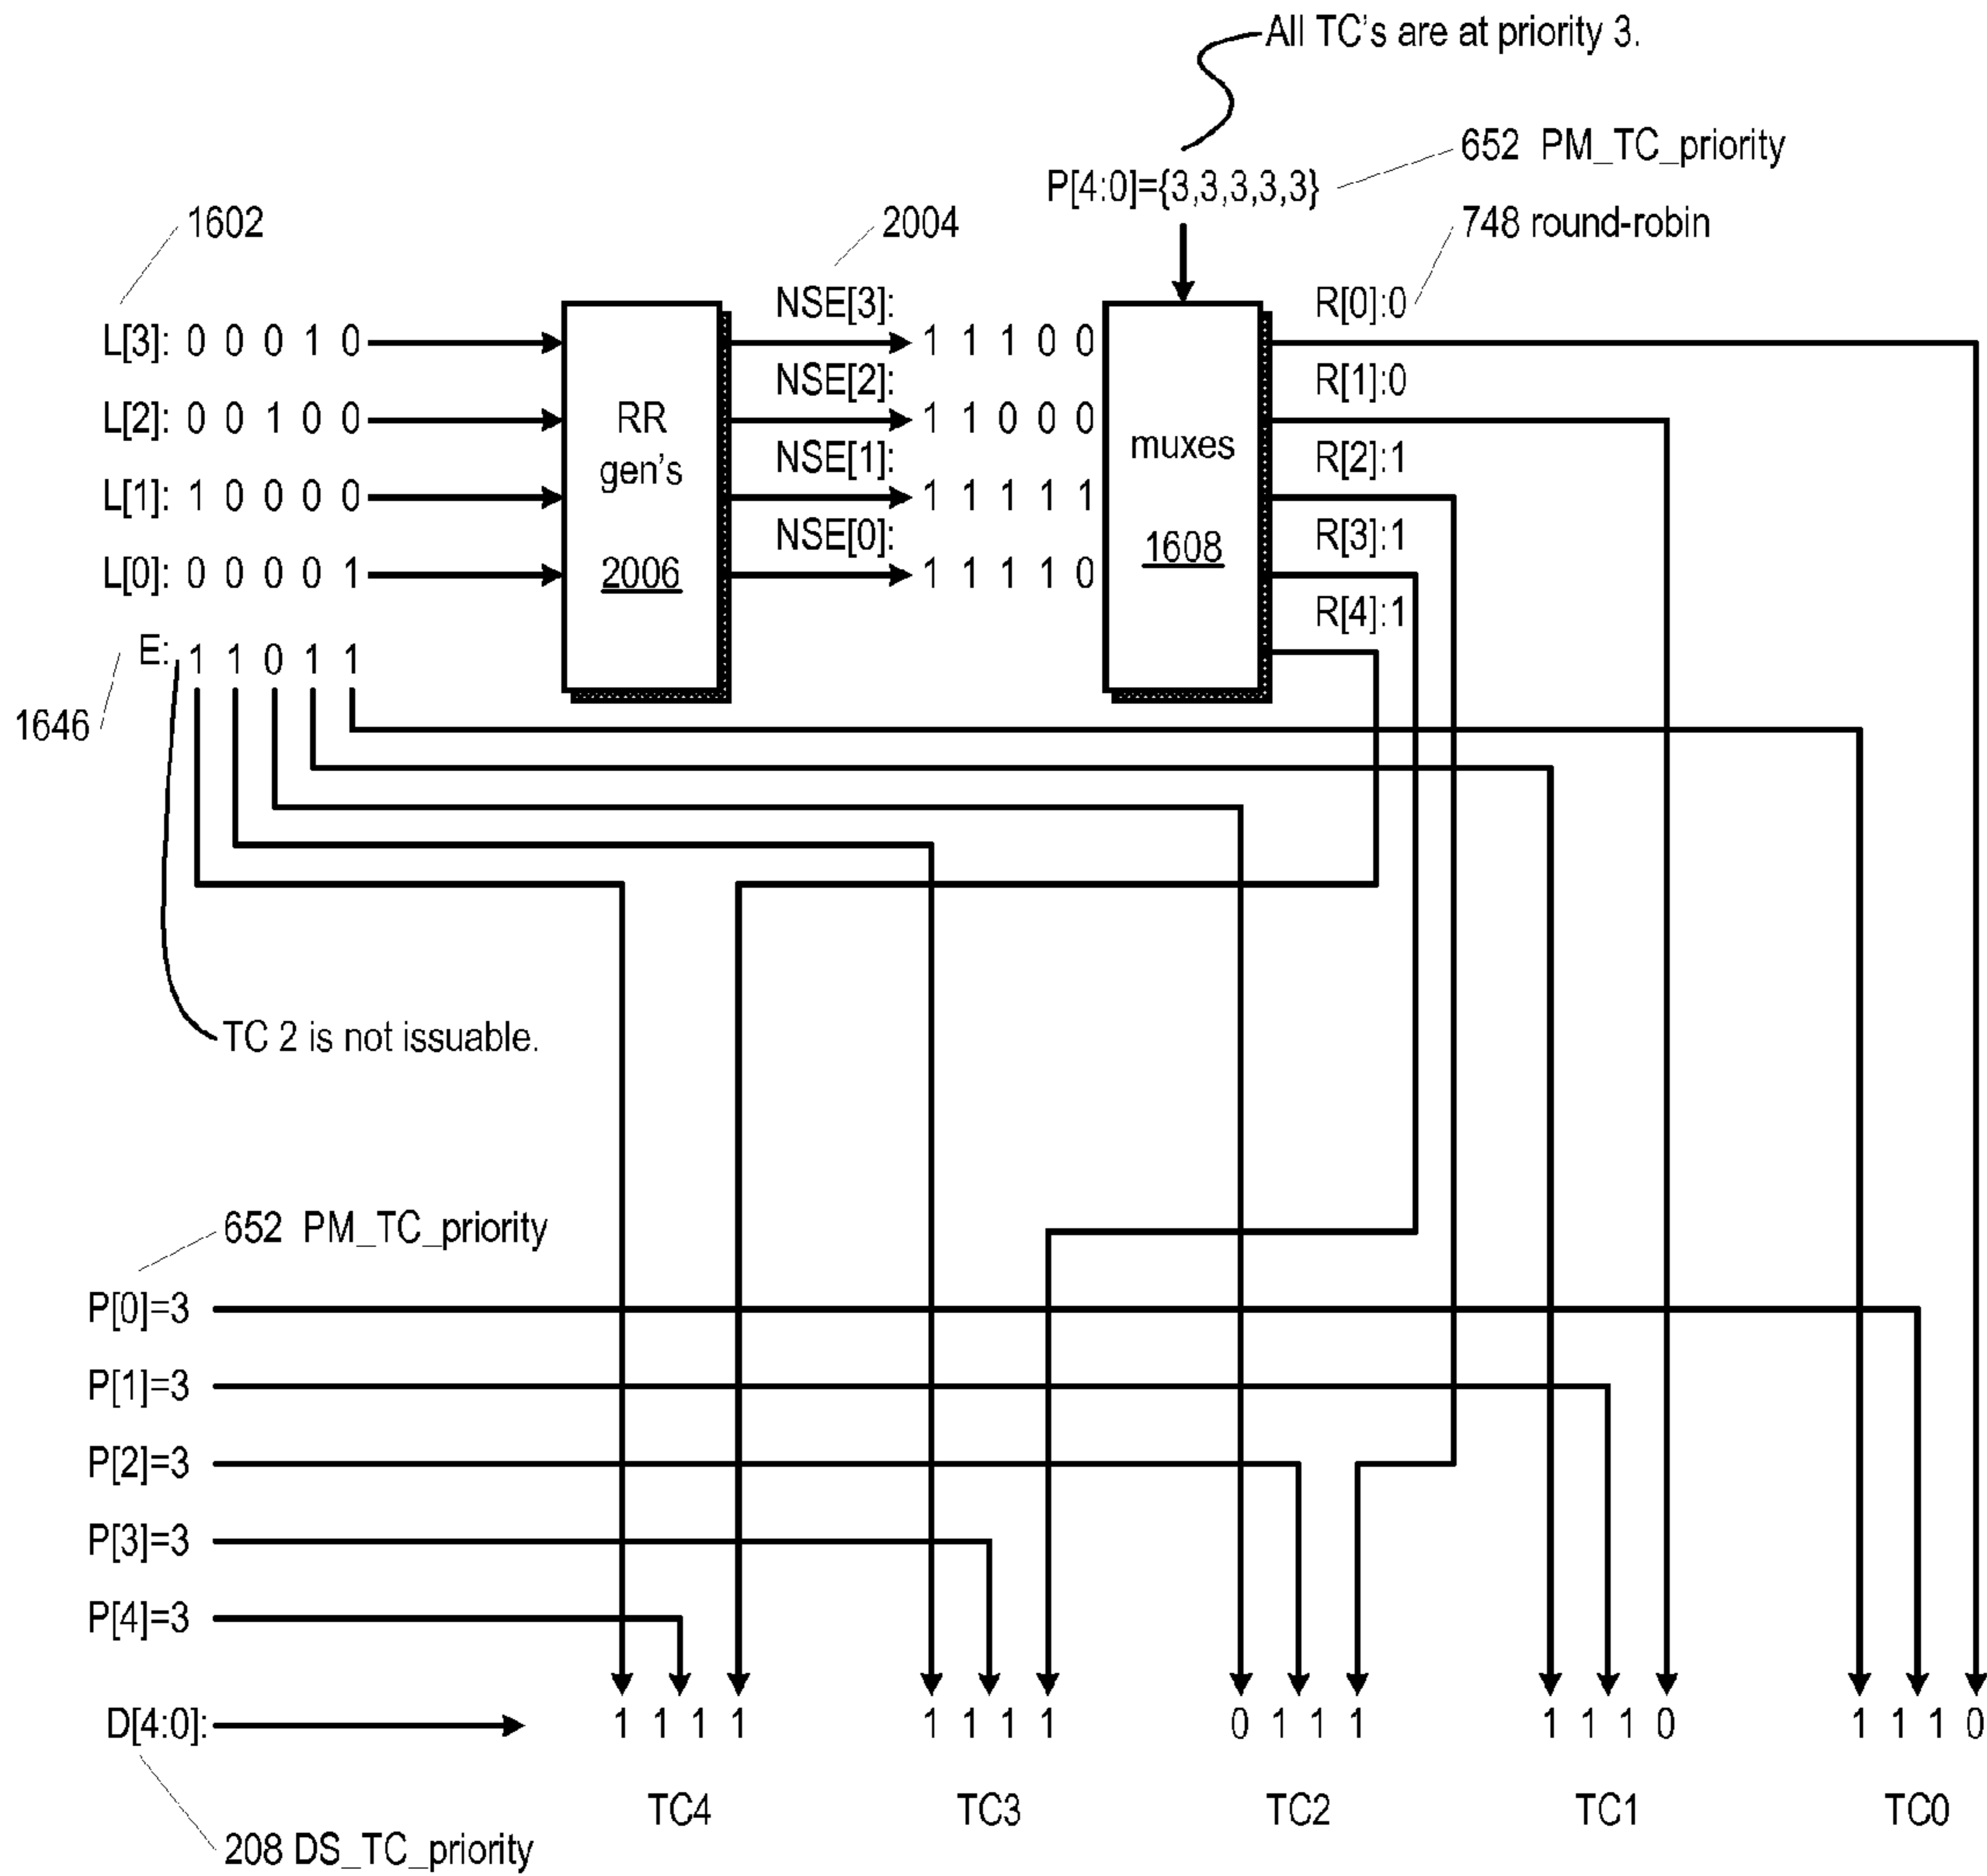 All TC's are at priority 3.
652 PM_TC_priority
P[4:0]={3,3,3,3,3}
1602
2004
748 round-robin
NSE[3]:
R[0]:0
L[3]: 0 0 0 1 0
1 1 1 0 0
NSE[2]:
R[1]:0
L[2]: 0 0 1 0 0
RR
gen's
2006
1 1 0 0 0
muxes
1608
NSE[1]:
R[2]:1
L[1]: 1 0 0 0 0
1 1 1 1 1
NSE[0]:
R[3]:1
L[0]: 0 0 0 0 1
1 1 1 1 0
R[4]:1
E: 1 1 0 1 1
1646
TC 2 is not issuable.
652 PM_TC_priority
P[0]=3
P[1]=3
P[2]=3
P[3]=3
P[4]=3
D[4:0]: 1 1 1 1 1 1 1 1 0 1 1 1 1 1 1 0 1 1 1 0
TC4 TC3 TC2 TC1 TC0
208 DS_TC_priority